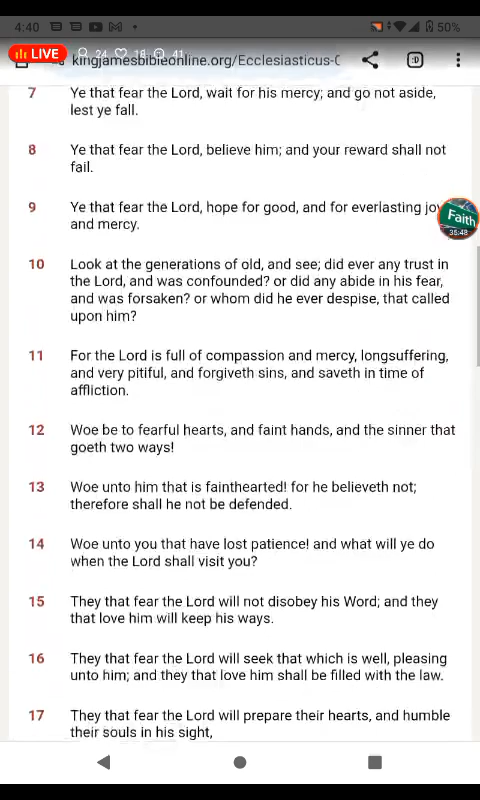 4:40 50%
LIVE 24 18 41
kingjamesbibleonline.org/Ecclesiasticus-C :D
7 Ye that fear the Lord, wait for his mercy; and go not aside,
lest ye fall.
8 Ye that fear the Lord, believe him; and your reward shall not
fail.
9 Ye that fear the Lord, hope for good, and for everlasting joy
and mercy.
Faith
35:48
10 Look at the generations of old, and see; did ever any trust in
the Lord, and was confounded? or did any abide in his fear,
and was forsaken? or whom did he ever despise, that called
upon him?
11 For the Lord is full of compassion and mercy, longsuffering,
and very pitiful, and forgiveth sins, and saveth in time of
affliction.
12 Woe be to fearful hearts, and faint hands, and the sinner that
goeth two ways!
13 Woe unto him that is fainthearted! for he believeth not;
therefore shall he not be defended.
14 Woe unto you that have lost patience! and what will ye do
when the Lord shall visit you?
15 They that fear the Lord will not disobey his Word; and they
that love him will keep his ways.
16 They that fear the Lord will seek that which is well, pleasing
unto him; and they that love him shall be filled with the law.
17 They that fear the Lord will prepare their hearts, and humble
their souls in his sight,